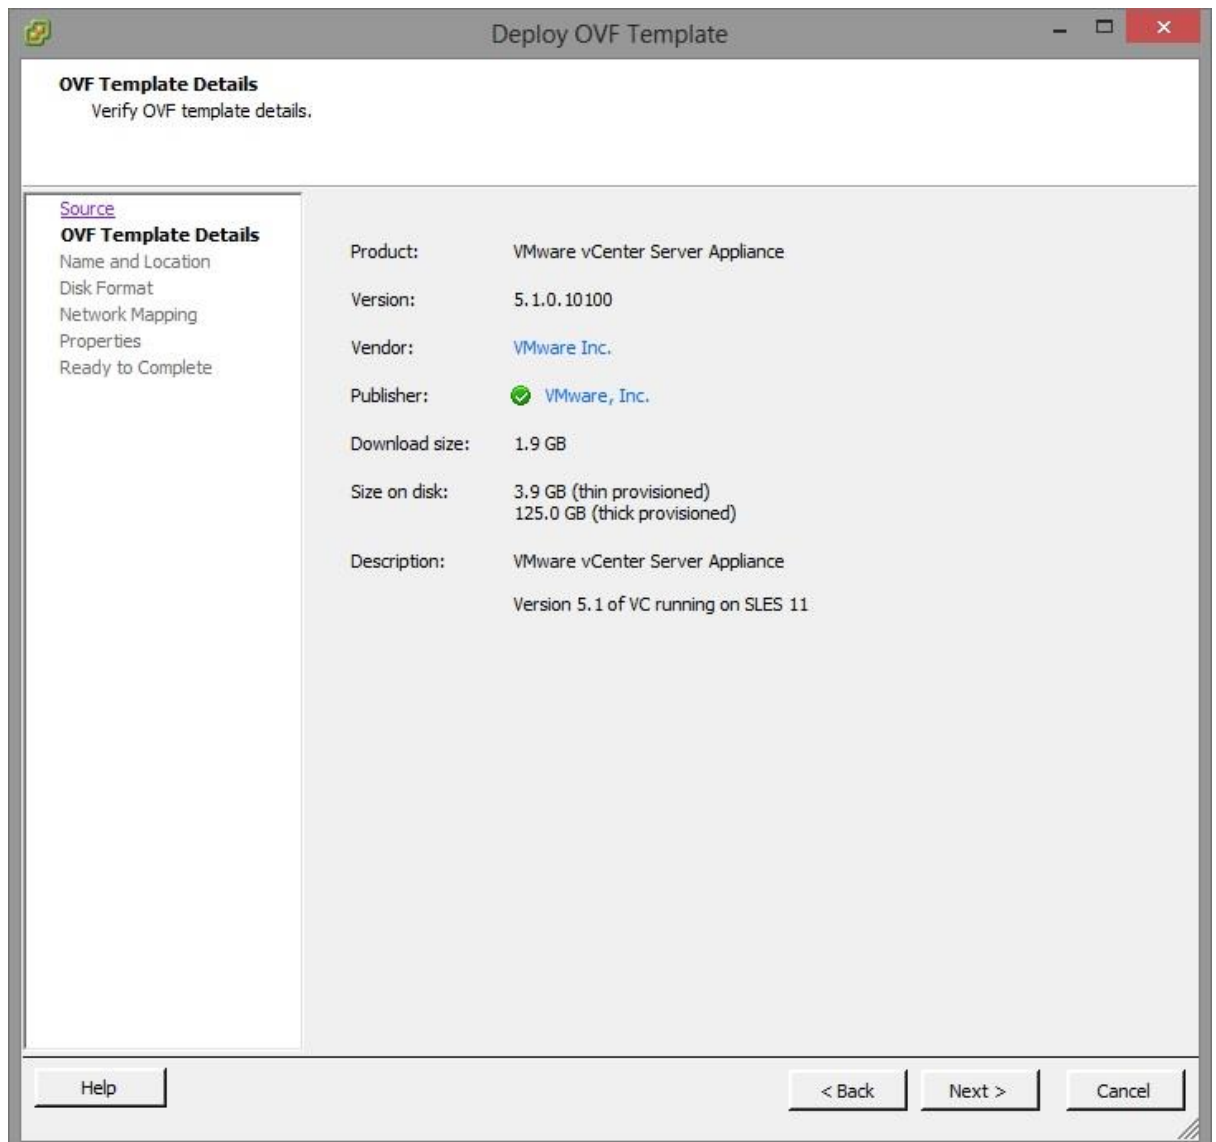 Deploy OVF Template
OVF Template Details
Verify OVF template details.
Source
OVF Template Details
Name and Location
Disk Format
Network Mapping
Properties
Ready to Complete
Product: VMware vCenter Server Appliance
Version: 5.1.0.10100
Vendor: VMware Inc.
Publisher: VMware, Inc.
Download size: 1.9 GB
Size on disk: 3.9 GB (thin provisioned)
125.0 GB (thick provisioned)
Description: VMware vCenter Server Appliance
Version 5.1 of VC running on SLES 11
Help < Back Next > Cancel